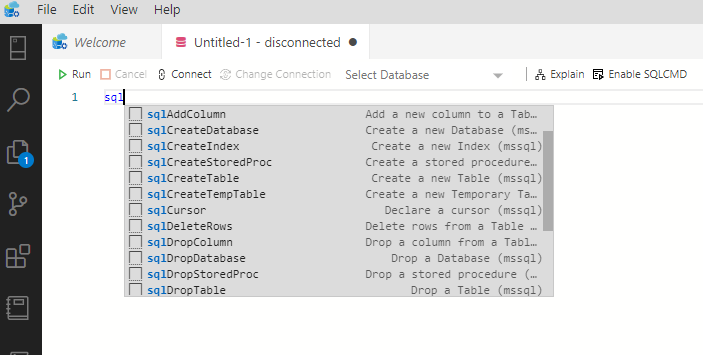 File Edit View Help
Welcome Untitled-1 - disconnected
Run Cancel Connect Change Connection Select Database Explain Enable SQLCMD
1 sql
sqlAddColumn Add a new column to a Tab…
sqlCreateDatabase Create a new Database (ms…
sqlCreateIndex Create a new Index (mssql)
sqlCreateStoredProc Create a stored procedure…
sqlCreateTable Create a new Table (mssql)
sqlCreateTempTable Create a new Temporary Ta…
sqlCursor Declare a cursor (mssql)
sqlDeleteRows Delete rows from a Table …
sqlDropColumn Drop a column from a Tabl…
1
sqlDropDatabase Drop a Database (mssql)
sqlDropStoredProc Drop a stored procedure (…
sqlDropTable Drop a Table (mssql)